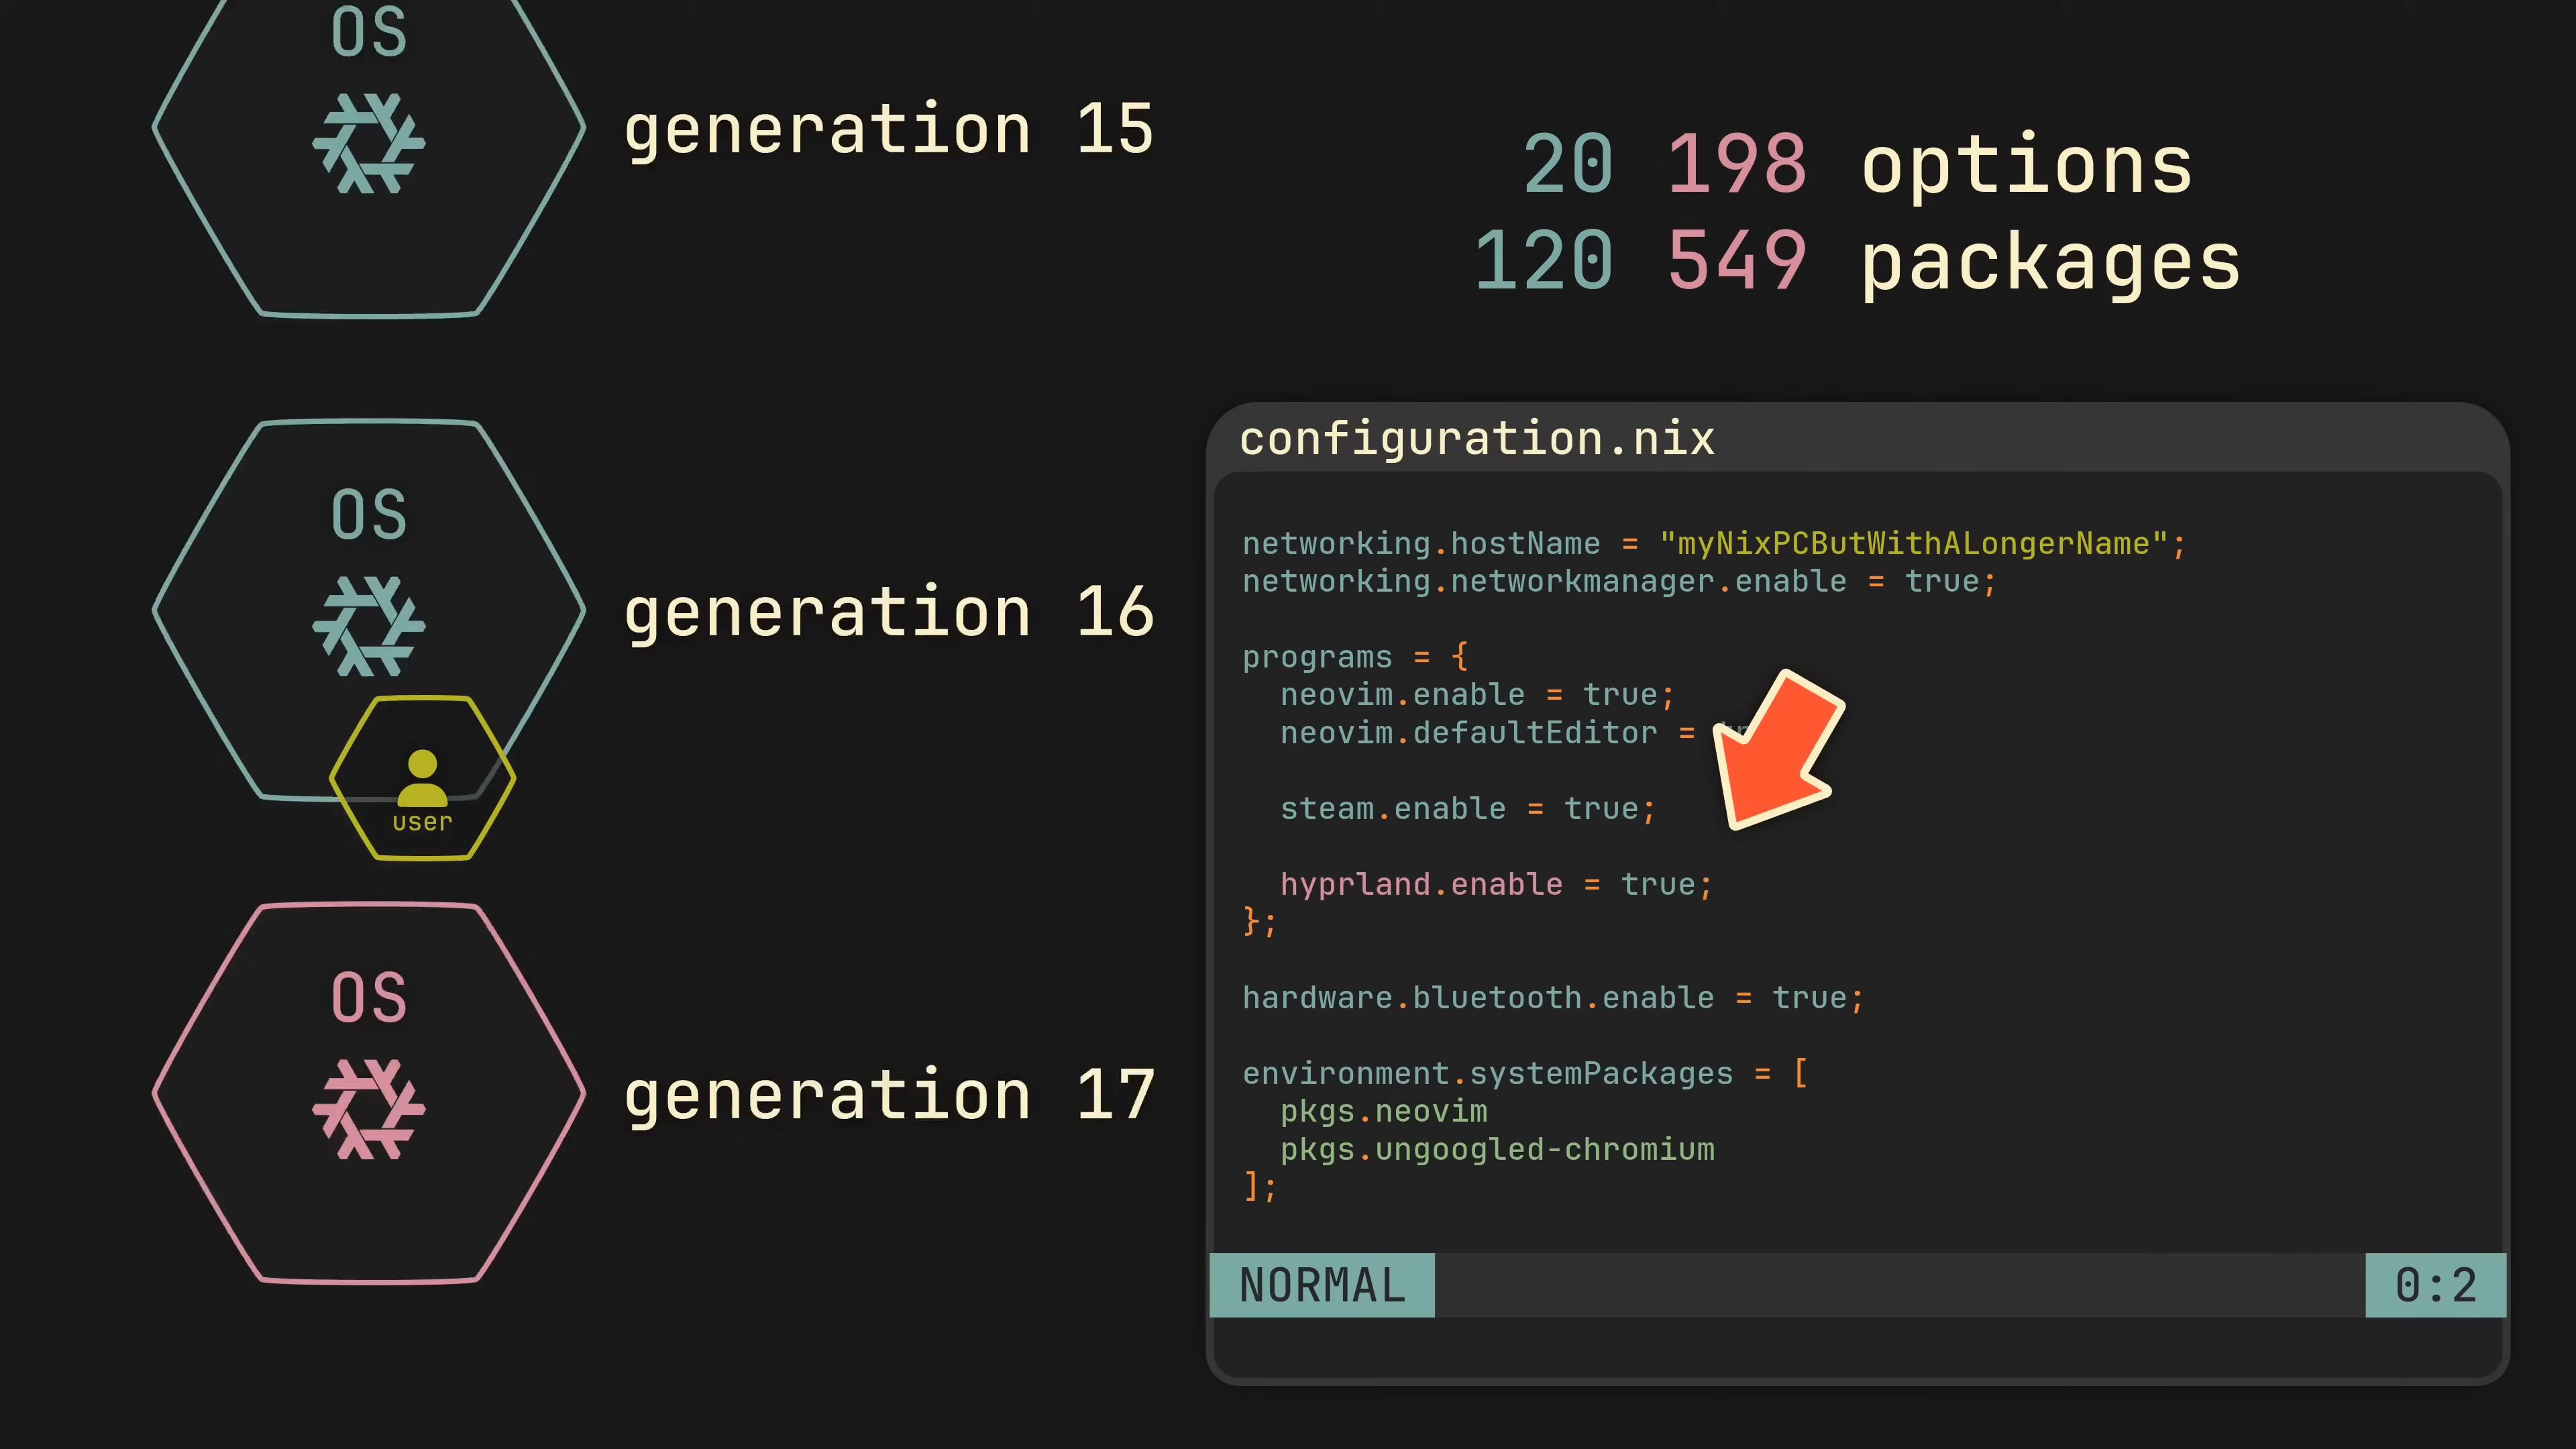 OS
generation 15
20 198 options
120 549 packages
OS
generation 16
user
OS
generation 17
configuration.nix
networking.hostName = "myNixPCButWithALongerName";
networking.networkmanager.enable = true;
programs = {
neovim.enable = true;
neovim.defaultEditor =
steam.enable = true;
hyprland.enable = true;
};
hardware.bluetooth.enable = true;
environment.systemPackages = [
pkgs.neovim
pkgs.ungoogled-chromium
];
NORMAL
0:2